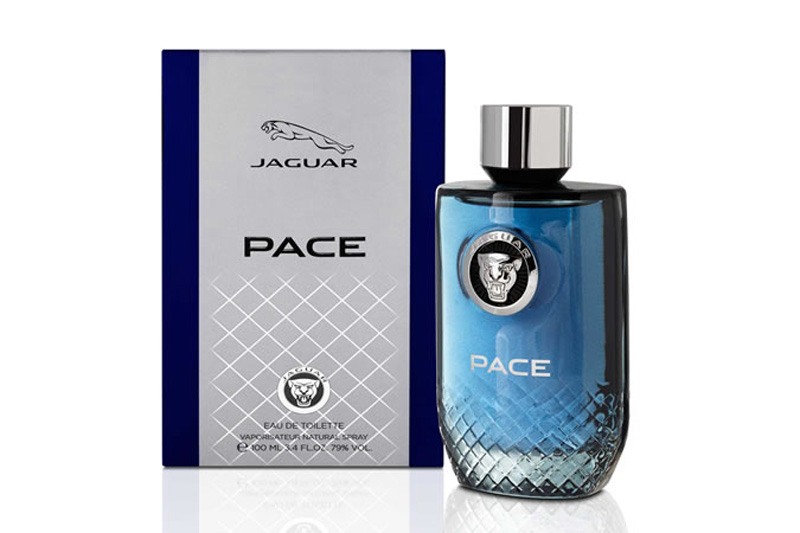 JAGUAR
PACE
JAGUAR
EAU DE TOILETTE
VAPORISATEUR NATURAL SPRAY
℮ 100 ML 3.4 FL.OZ. 79% VOL.
JAGUAR
PACE